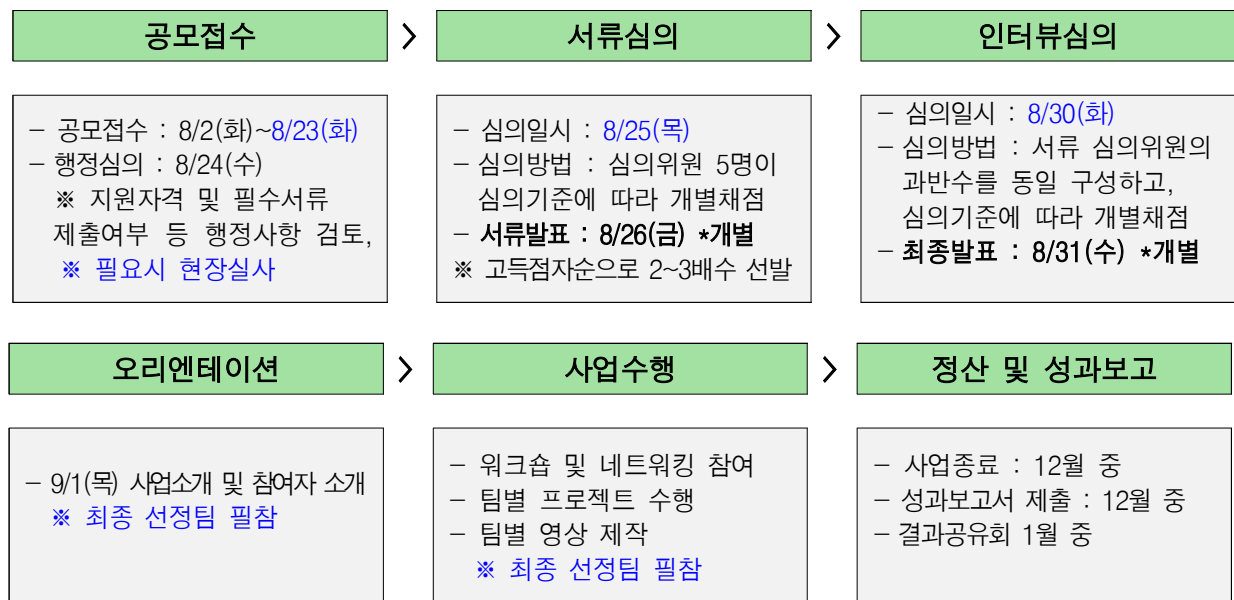 공모접수 > 서류심의 > 인터뷰심의
– 공모접수 : 8/2(화)~8/23(화)
– 행정심의 : 8/24(수)
※ 지원자격 및 필수서류
제출여부 등 행정사항 검토,
※ 필요시 현장실사
– 심의일시 : 8/25(목)
– 심의방법 : 심의위원 5명이
심의기준에 따라 개별채점
– 서류발표 : 8/26(금) *개별
※ 고득점자순으로 2~3배수 선발
– 심의일시 : 8/30(화)
– 심의방법 : 서류 심의위원의
과반수를 동일 구성하고,
심의기준에 따라 개별채점
– 최종발표 : 8/31(수) *개별
오리엔테이션 > 사업수행 > 정산 및 성과보고
– 9/1(목) 사업소개 및 참여자 소개
※ 최종 선정팀 필참
– 워크숍 및 네트워킹 참여
– 팀별 프로젝트 수행
– 팀별 영상 제작
※ 최종 선정팀 필참
– 사업종료 : 12월 중
– 성과보고서 제출 : 12월 중
– 결과공유회 1월 중